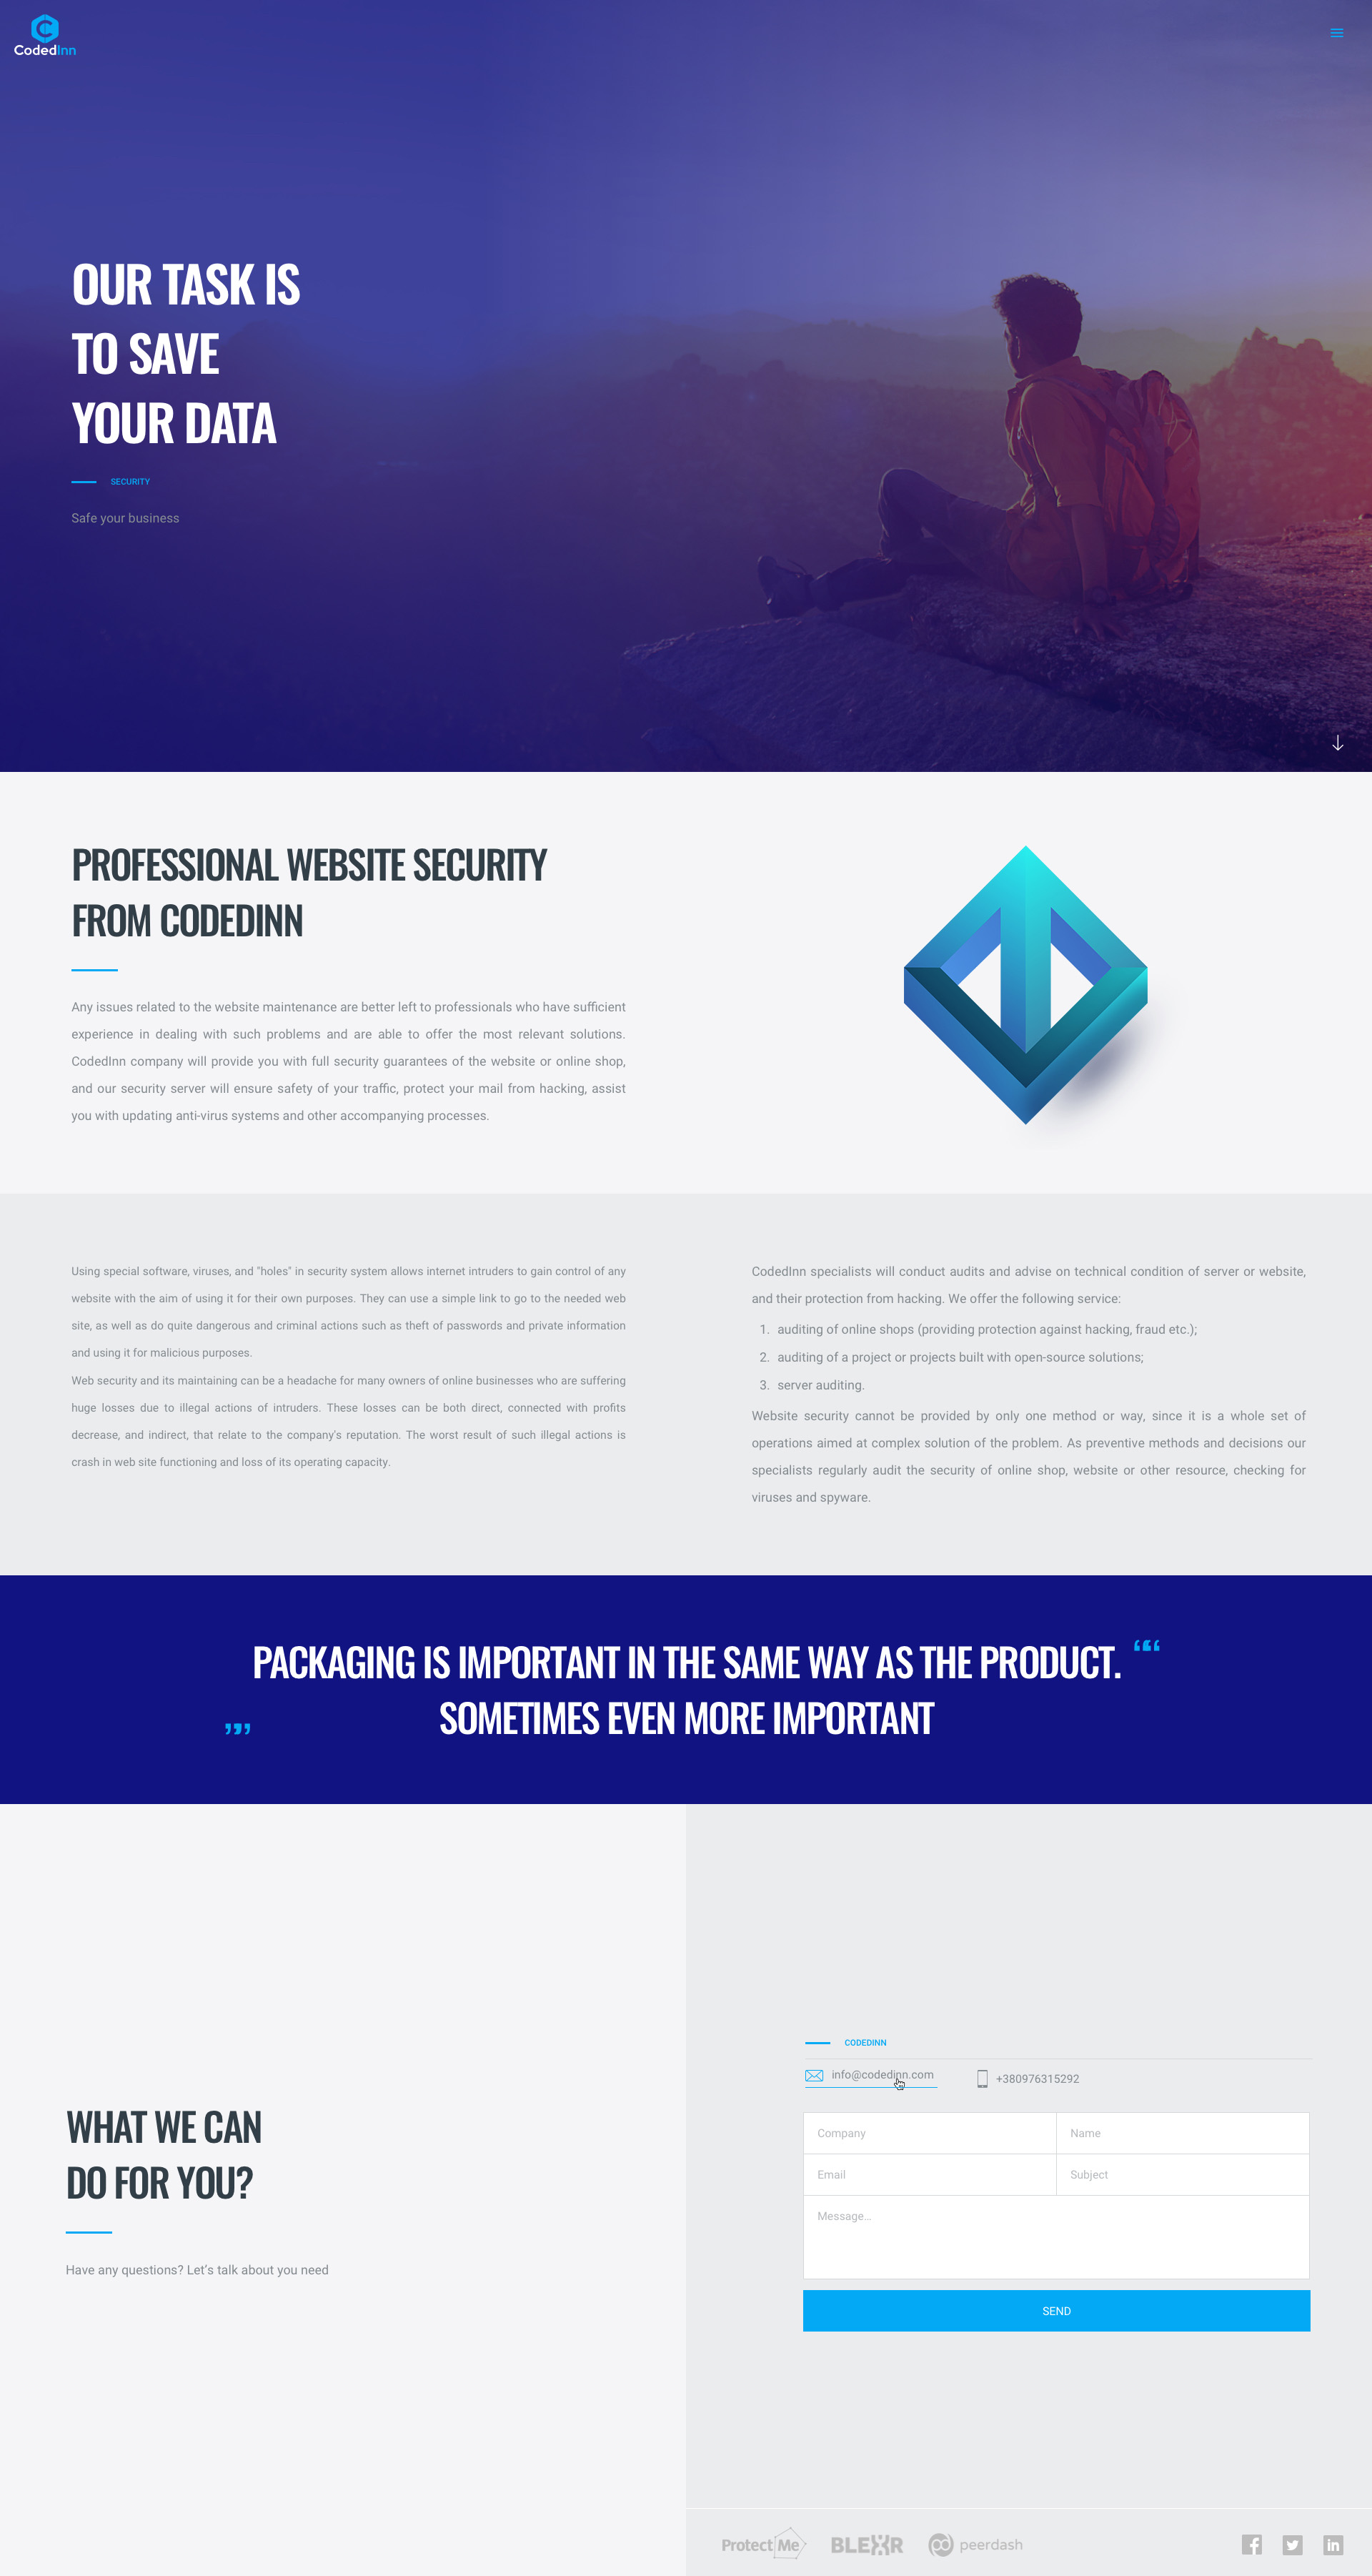 CodedInn
OUR TASK IS
TO SAVE
YOUR DATA
SECURITY
Safe your business
PROFESSIONAL WEBSITE SECURITY
FROM CODEDINN
Any issues related to the website maintenance are better left to professionals who have sufficient
experience in dealing with such problems and are able to offer the most relevant solutions.
CodedInn company will provide you with full security guarantees of the website or online shop,
and our security server will ensure safety of your traffic, protect your mail from hacking, assist
you with updating anti-virus systems and other accompanying processes.
Using special software, viruses, and "holes" in security system allows internet intruders to gain control of any
website with the aim of using it for their own purposes. They can use a simple link to go to the needed web
site, as well as do quite dangerous and criminal actions such as theft of passwords and private information
and using it for malicious purposes.
Web security and its maintaining can be a headache for many owners of online businesses who are suffering
huge losses due to illegal actions of intruders. These losses can be both direct, connected with profits
decrease, and indirect, that relate to the company's reputation. The worst result of such illegal actions is
crash in web site functioning and loss of its operating capacity.
CodedInn specialists will conduct audits and advise on technical condition of server or website,
and their protection from hacking. We offer the following service:
1. auditing of online shops (providing protection against hacking, fraud etc.);
2. auditing of a project or projects built with open-source solutions;
3. server auditing.
Website security cannot be provided by only one method or way, since it is a whole set of
operations aimed at complex solution of the problem. As preventive methods and decisions our
specialists regularly audit the security of online shop, website or other resource, checking for
viruses and spyware.
PACKAGING IS IMPORTANT IN THE SAME WAY AS THE PRODUCT.
SOMETIMES EVEN MORE IMPORTANT
WHAT WE CAN
DO FOR YOU?
Have any questions? Let's talk about you need
CODEDINN
info@codedinn.com +380976315292
Company Name
Email Subject
Message...
SEND
Protect Me BLEXR peerdash